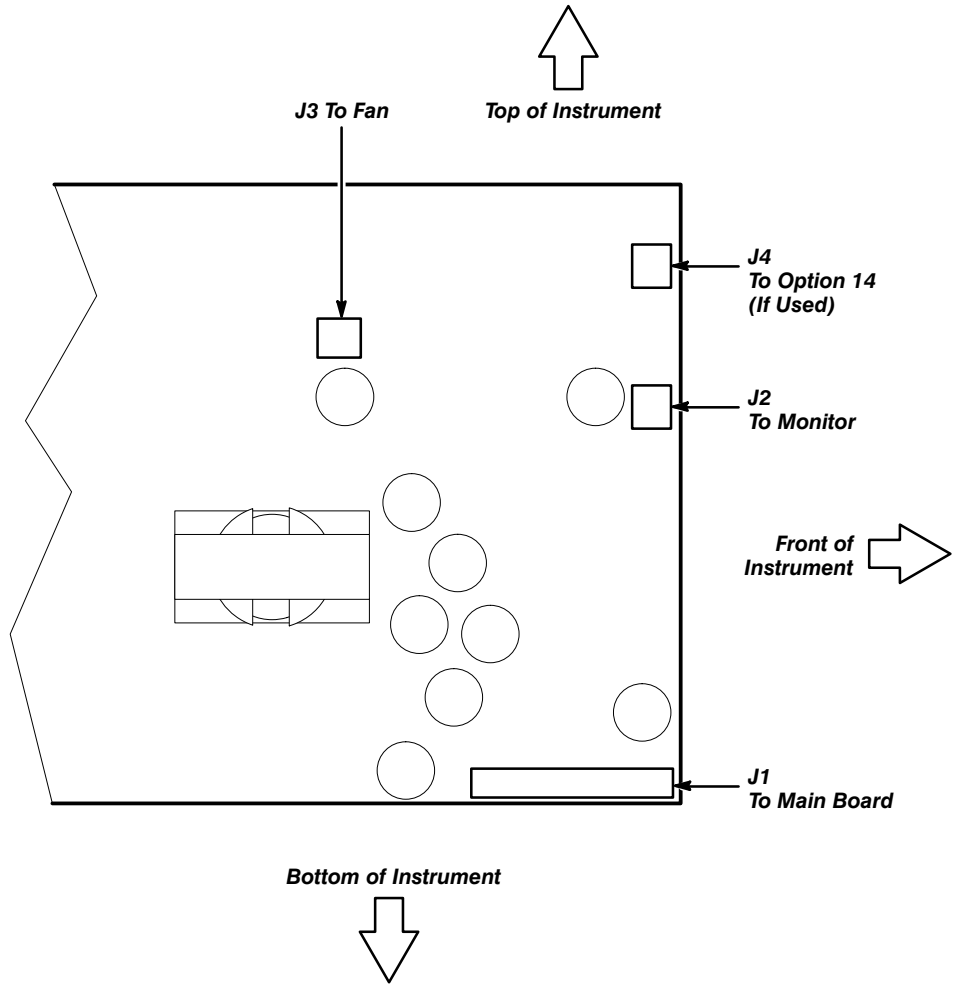 J3 To Fan
Top of Instrument
J4
To Option 14
(If Used)
J2
To Monitor
Front of
Instrument
J1
To Main Board
Bottom of Instrument